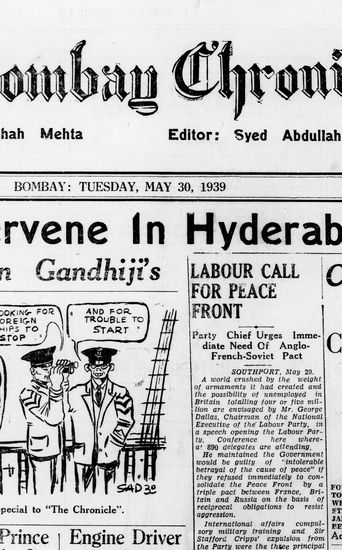 ombay Chroni
hah Mehta Editor: Syed Abdullah
BOMBAY: TUESDAY, MAY 30, 1939
rvene In Hyderab
n Gandhiji's
LOOKING FOR
OREIGN
HIPS TO
STOP
AND FOR
TROUBLE TO
START
SAD 30
pecial to "The Chronicle".
Prince
Engine Driver
LABOUR CALL
FOR PEACE
FRONT
Party Chief Urges Imme-
diate Need Of Anglo-
French-Soviet Pact
SOUTHPORT, May 29.
A world crushed by the weight
of armaments it had created and
the possibility of unemployed in
Britain totalling four or five mil-
lion are envisaged by Mr. George
Dallas, Chairman of the National
Executive of the Labour Party, in
a speech opening the Labour Par-
ty. Conference here where-
at 890 delegates are attending.
He maintained the Government
would be guilty of "intolerable
betrayal of the cause of peace" if
they refused immediately to con-
solidate the Peace Front by a
triple pact between France, Bri-
tain and Russia on the basis of
reciprocal obligations to resist
aggression.
International affairs compul-
sory military training and Sir
Stafford Cripps' expulsion from
the Party were the three principal